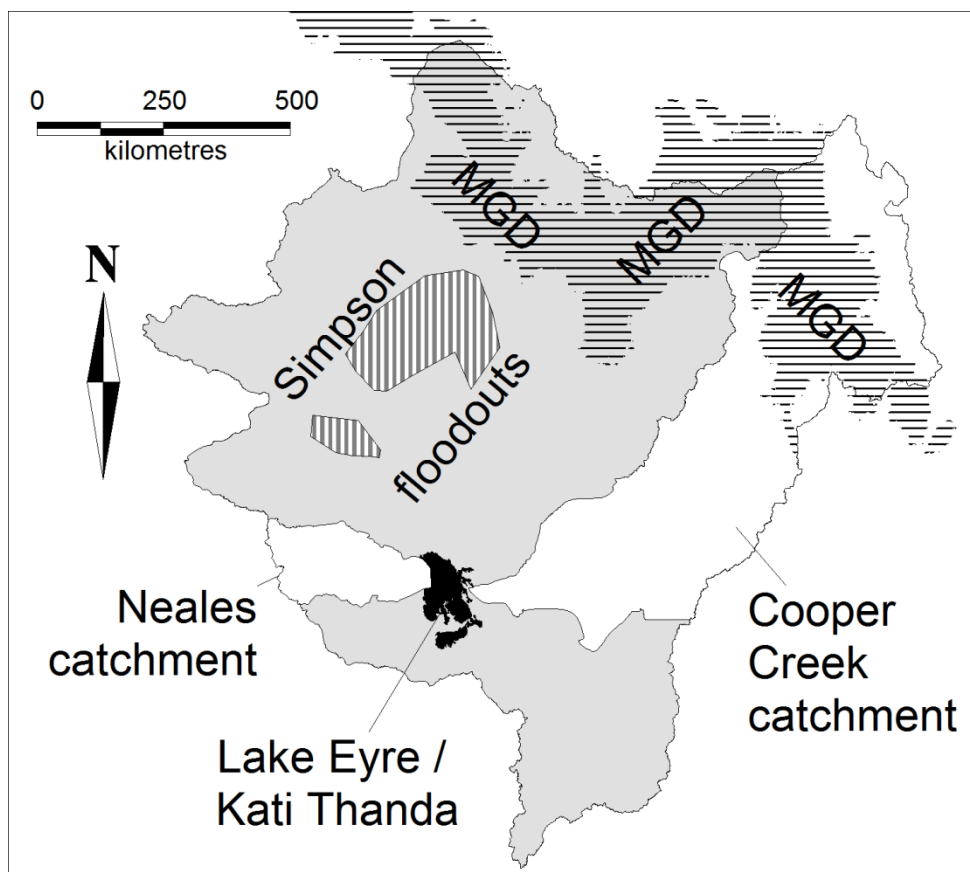 0 250 500
kilometres
N
MGD
MGD
MGD
Simpson
floodouts
Neales
catchment
Cooper
Creek
catchment
Lake Eyre /
Kati Thanda